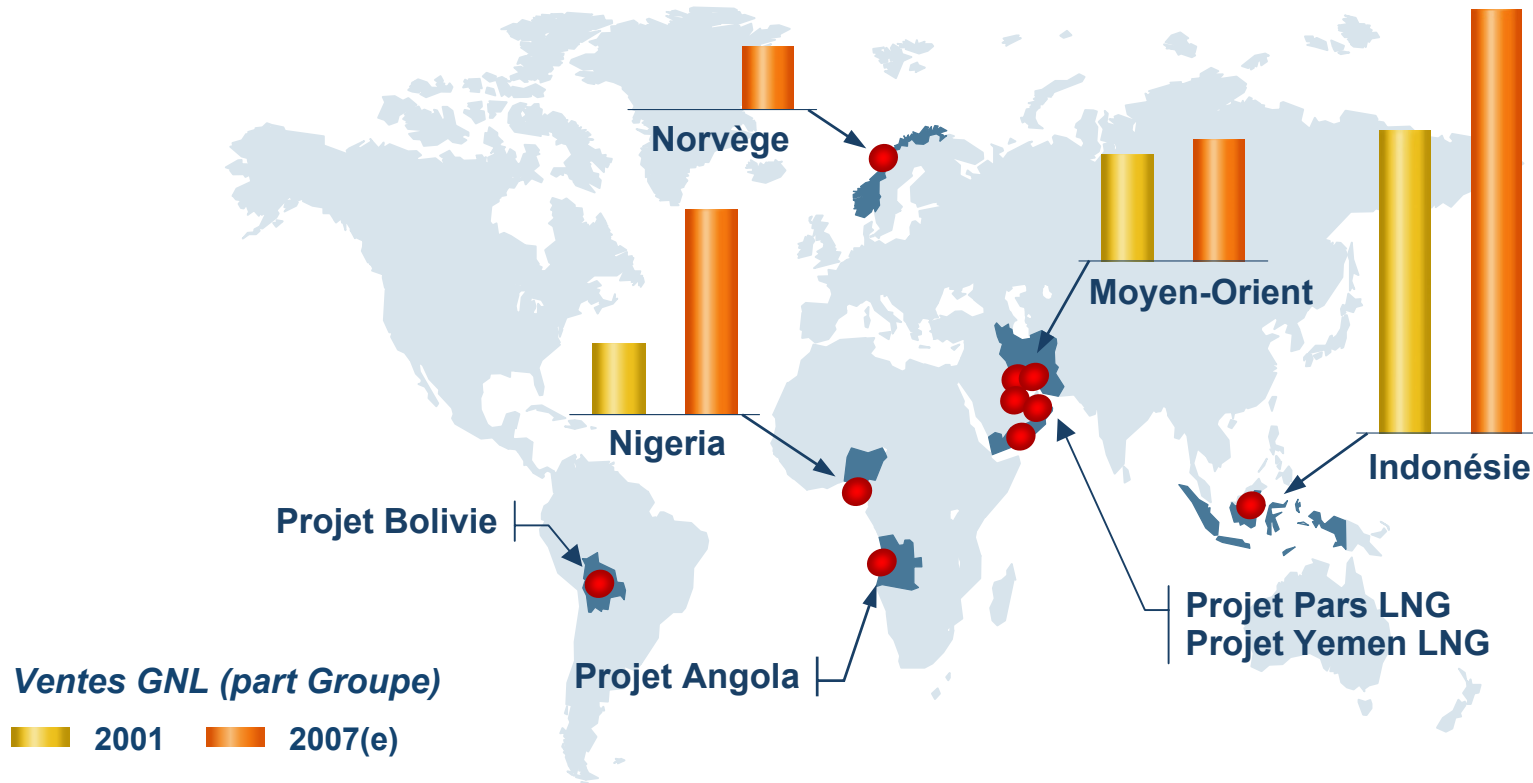 Norvège
Moyen-Orient
Nigeria
Indonésie
Projet Bolivie
Projet Pars LNG
Projet Yemen LNG
Projet Angola
Ventes GNL (part Groupe)
2001 2007(e)